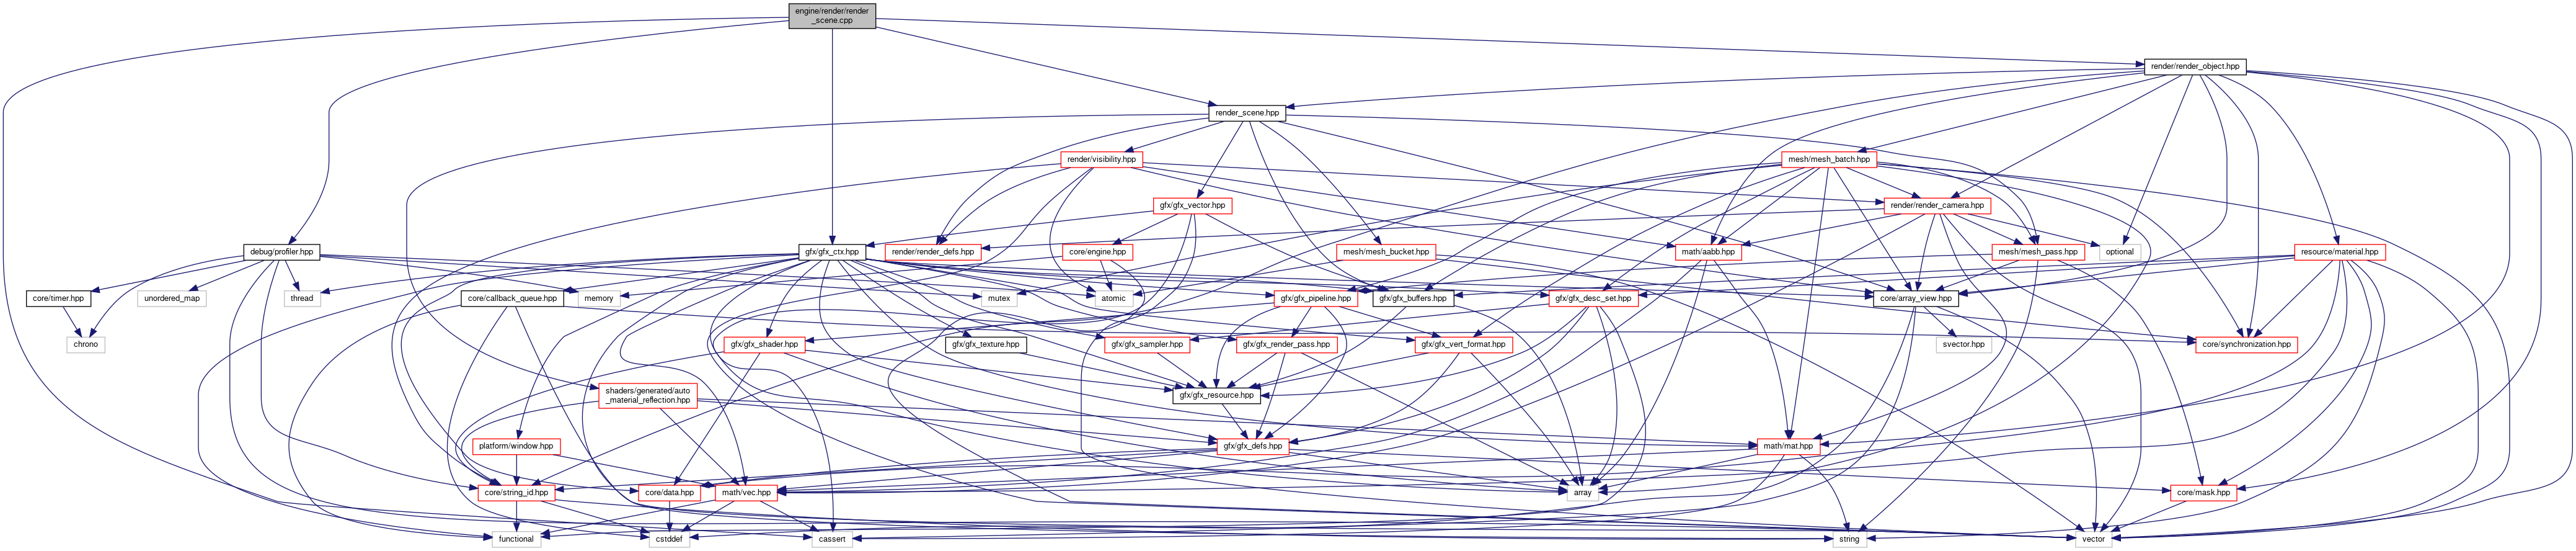 engine/render/render
_scene.cpp
render/render_object.hpp
render_scene.hpp
render/visibility.hpp
mesh/mesh_batch.hpp
gfx/gfx_vector.hpp
render/render_camera.hpp
debug/profiler.hpp
gfx/gfx_ctx.hpp
render/render_defs.hpp
core/engine.hpp
mesh/mesh_bucket.hpp
math/aabb.hpp
mesh/mesh_pass.hpp
optional
resource/material.hpp
core/timer.hpp
unordered_map
thread
core/callback_queue.hpp
memory
mutex
atomic
gfx/gfx_pipeline.hpp
gfx/gfx_buffers.hpp
gfx/gfx_desc_set.hpp
core/array_view.hpp
chrono
gfx/gfx_shader.hpp
gfx/gfx_texture.hpp
gfx/gfx_sampler.hpp
gfx/gfx_render_pass.hpp
gfx/gfx_vert_format.hpp
svector.hpp
core/synchronization.hpp
shaders/generated/auto
_material_reflection.hpp
gfx/gfx_resource.hpp
platform/window.hpp
gfx/gfx_defs.hpp
math/mat.hpp
core/string_id.hpp
core/data.hpp
math/vec.hpp
array
core/mask.hpp
functional
cstddef
cassert
string
vector